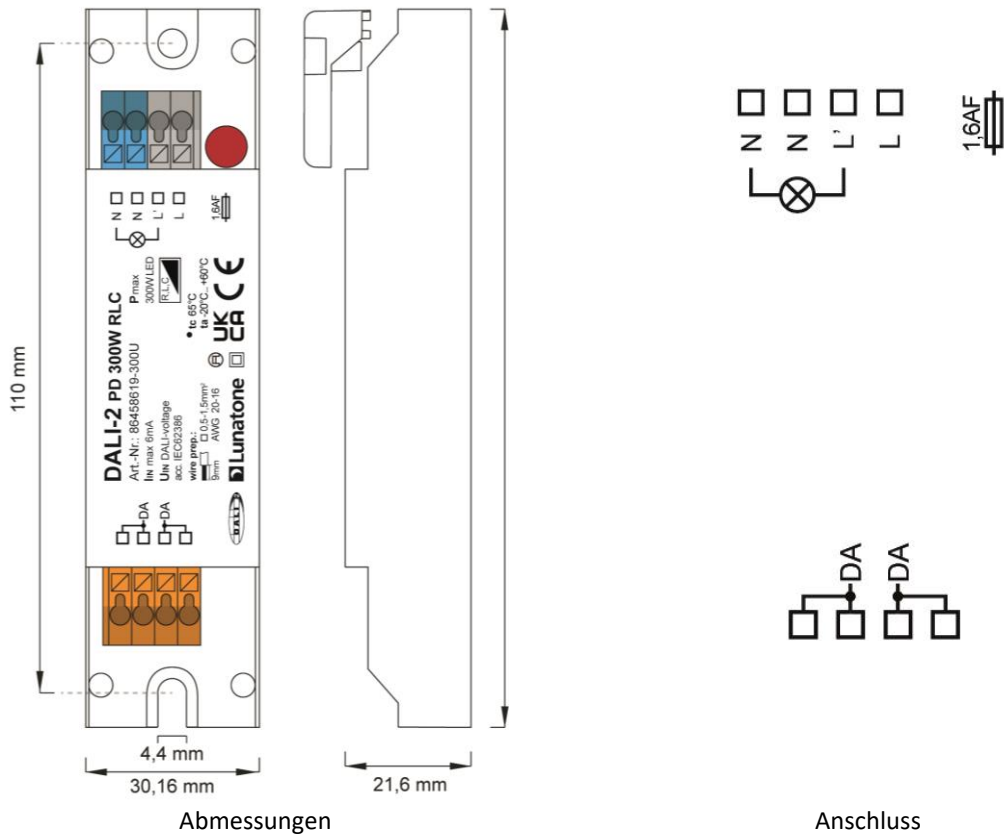 110 mm
N
N
L'
L
1,6AF
DALI-2 PD 300W RLC
Art.-Nr.: 86458619-300U
IIN max 6mA
UIN DALI-voltage
acc. IEC62386
wire prep.:
0,5-1,5mm²
AWG 20-16
9mm
Lunatone
DALI
P max
300W LED
R,L,C
tc 65°C
ta -20°C... +60°C
UK
CA
CE
DA
DA
4,4 mm
30,16 mm
21,6 mm
Abmessungen
N
N
L'
L
1,6AF
DA
DA
Anschluss